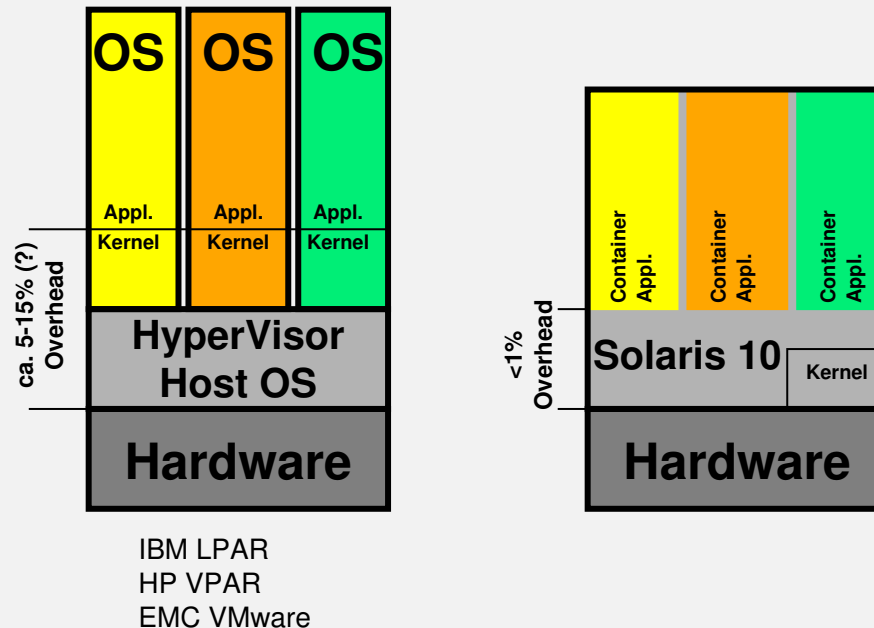 OS OS OS
Appl. Appl. Appl.
Kernel Kernel Kernel
ca. 5-15% (?)
Overhead
HyperVisor
Host OS
Hardware
IBM LPAR
HP VPAR
EMC VMware
Container
Appl.
Container
Appl.
Container
Appl.
<1%
Overhead
Solaris 10
Kernel
Hardware